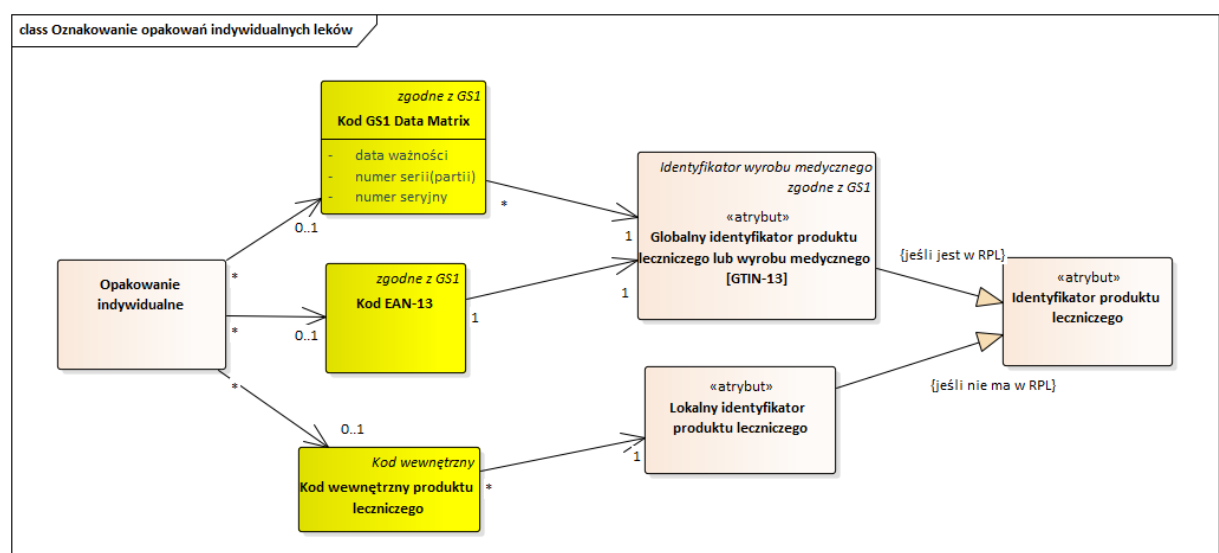 class Oznakowanie opakowań indywidualnych leków
zgodne z GS1
Kod GS1 Data Matrix
- data ważności
- numer serii(partii)
- numer seryjny
*
0..1
Identyfikator wyrobu medycznego
zgodne z GS1
«atrybut»
Globalny identyfikator produktu
leczniczego lub wyrobu medycznego
[GTIN-13]
1
1
{jeśli jest w RPL}
«atrybut»
Identyfikator produktu
leczniczego
Opakowanie
indywidualne
*
zgodne z GS1
Kod EAN-13
1
*
0..1
*
0..1
«atrybut»
Lokalny identyfikator
produktu leczniczego
{jeśli nie ma w RPL}
1
Kod wewnętrzny
Kod wewnętrzny produktu
leczniczego
*